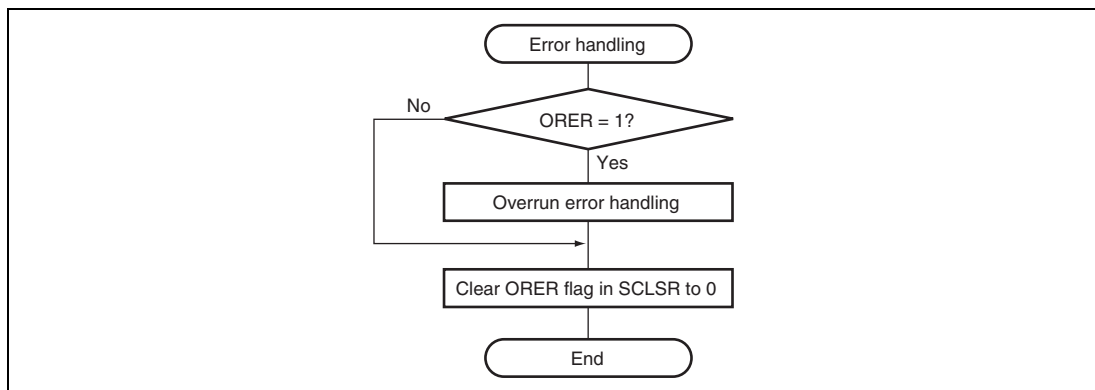 Error handling
No
ORER = 1?
Yes
Overrun error handling
Clear ORER flag in SCLSR to 0
End